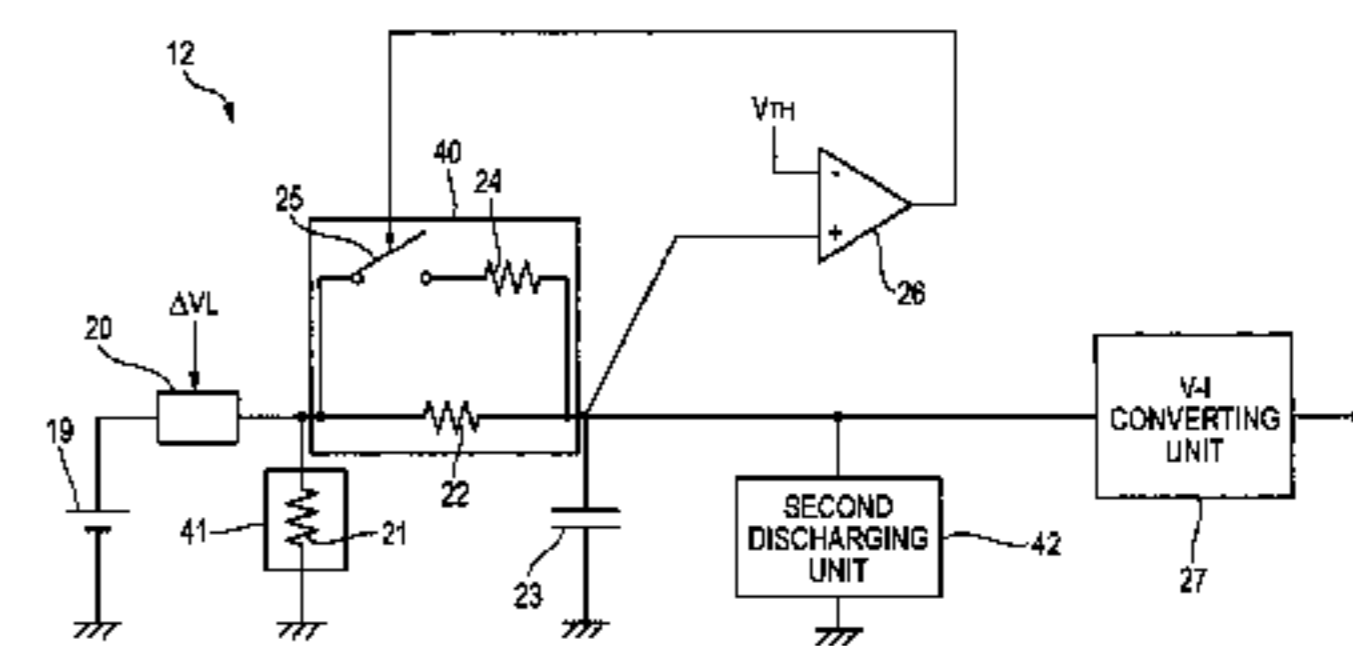 12
VTH
40
25
24
-
+
26
20
ΔVL
19
22
41
21
23
SECOND
DISCHARGING
UNIT
42
V-I
CONVERTING
UNIT
27